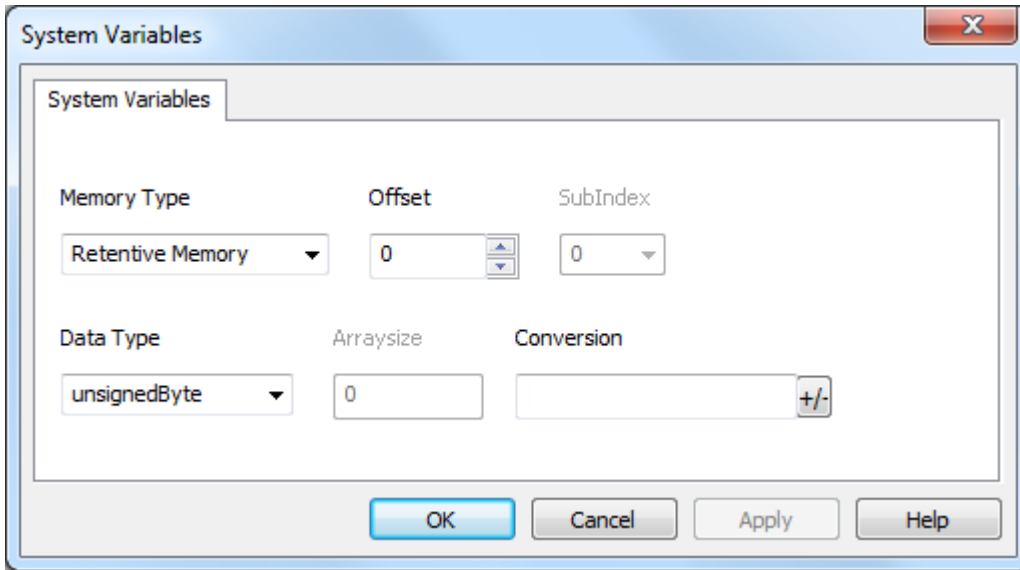 System Variables
System Variables
Memory Type Offset SubIndex
Retentive Memory 0 0
Data Type Arraysize Conversion
unsignedByte 0 +/-
OK Cancel Apply Help